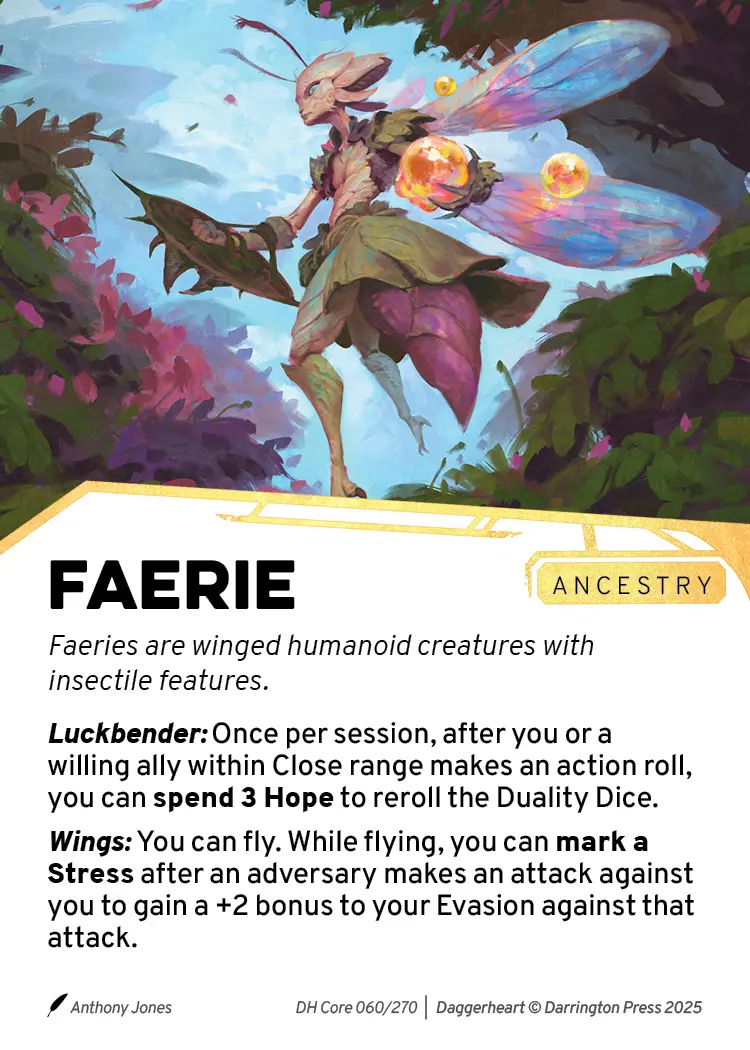 FAERIE
ANCESTRY
Faeries are winged humanoid creatures with
insectile features.
Luckbender: Once per session, after you or a
willing ally within Close range makes an action roll,
you can spend 3 Hope to reroll the Duality Dice.
Wings: You can fly. While flying, you can mark a
Stress after an adversary makes an attack against
you to gain a +2 bonus to your Evasion against that
attack.
Anthony Jones
DH Core 060/270 | Daggerheart © Darrington Press 2025